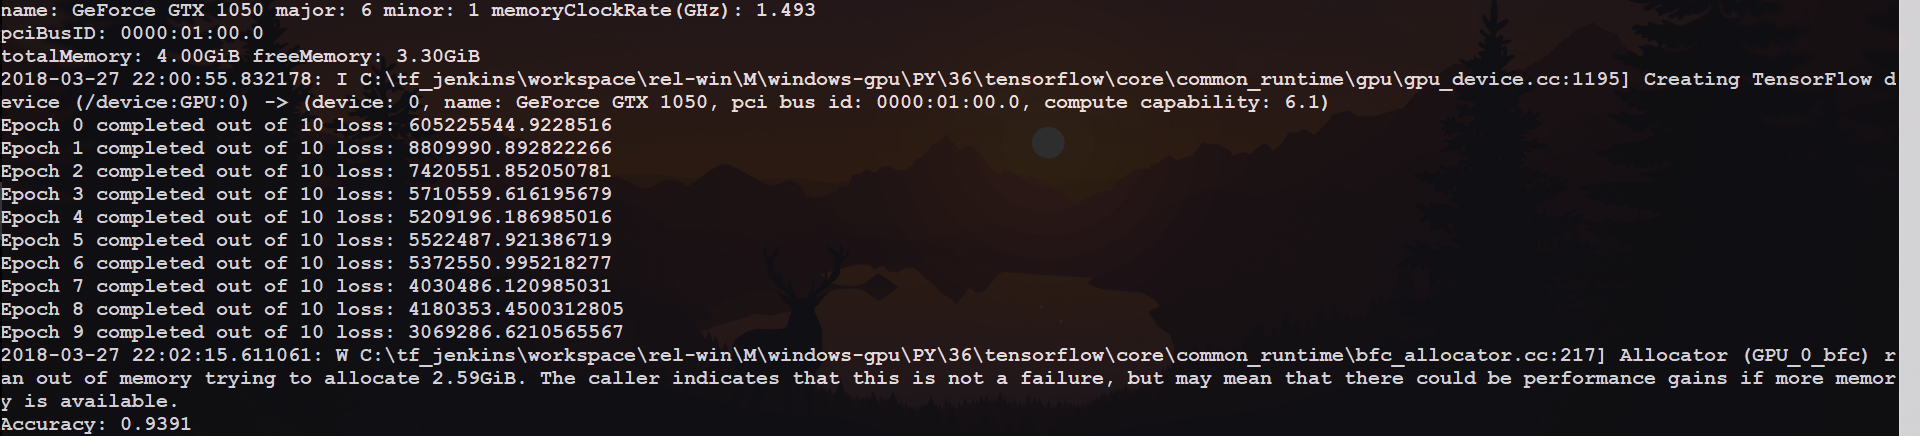 name: GeForce GTX 1050 major: 6 minor: 1 memoryClockRate(GHz): 1.493
pciBusID: 0000:01:00.0
totalMemory: 4.00GiB freeMemory: 3.30GiB
2018-03-27 22:00:55.832178: I C:\tf_jenkins\workspace\rel-win\M\windows-gpu\PY\36\tensorflow\core\common_runtime\gpu\gpu_device.cc:1195] Creating TensorFlow d
evice (/device:GPU:0) -> (device: 0, name: GeForce GTX 1050, pci bus id: 0000:01:00.0, compute capability: 6.1)
Epoch 0 completed out of 10 loss: 605225544.9228516
Epoch 1 completed out of 10 loss: 8809990.892822266
Epoch 2 completed out of 10 loss: 7420551.852050781
Epoch 3 completed out of 10 loss: 5710559.616195679
Epoch 4 completed out of 10 loss: 5209196.186985016
Epoch 5 completed out of 10 loss: 5522487.921386719
Epoch 6 completed out of 10 loss: 5372550.995218277
Epoch 7 completed out of 10 loss: 4030486.120985031
Epoch 8 completed out of 10 loss: 4180353.4500312805
Epoch 9 completed out of 10 loss: 3069286.6210565567
2018-03-27 22:02:15.611061: W C:\tf_jenkins\workspace\rel-win\M\windows-gpu\PY\36\tensorflow\core\common_runtime\bfc_allocator.cc:217] Allocator (GPU_0_bfc) r
an out of memory trying to allocate 2.59GiB. The caller indicates that this is not a failure, but may mean that there could be performance gains if more memor
y is available.
Accuracy: 0.9391